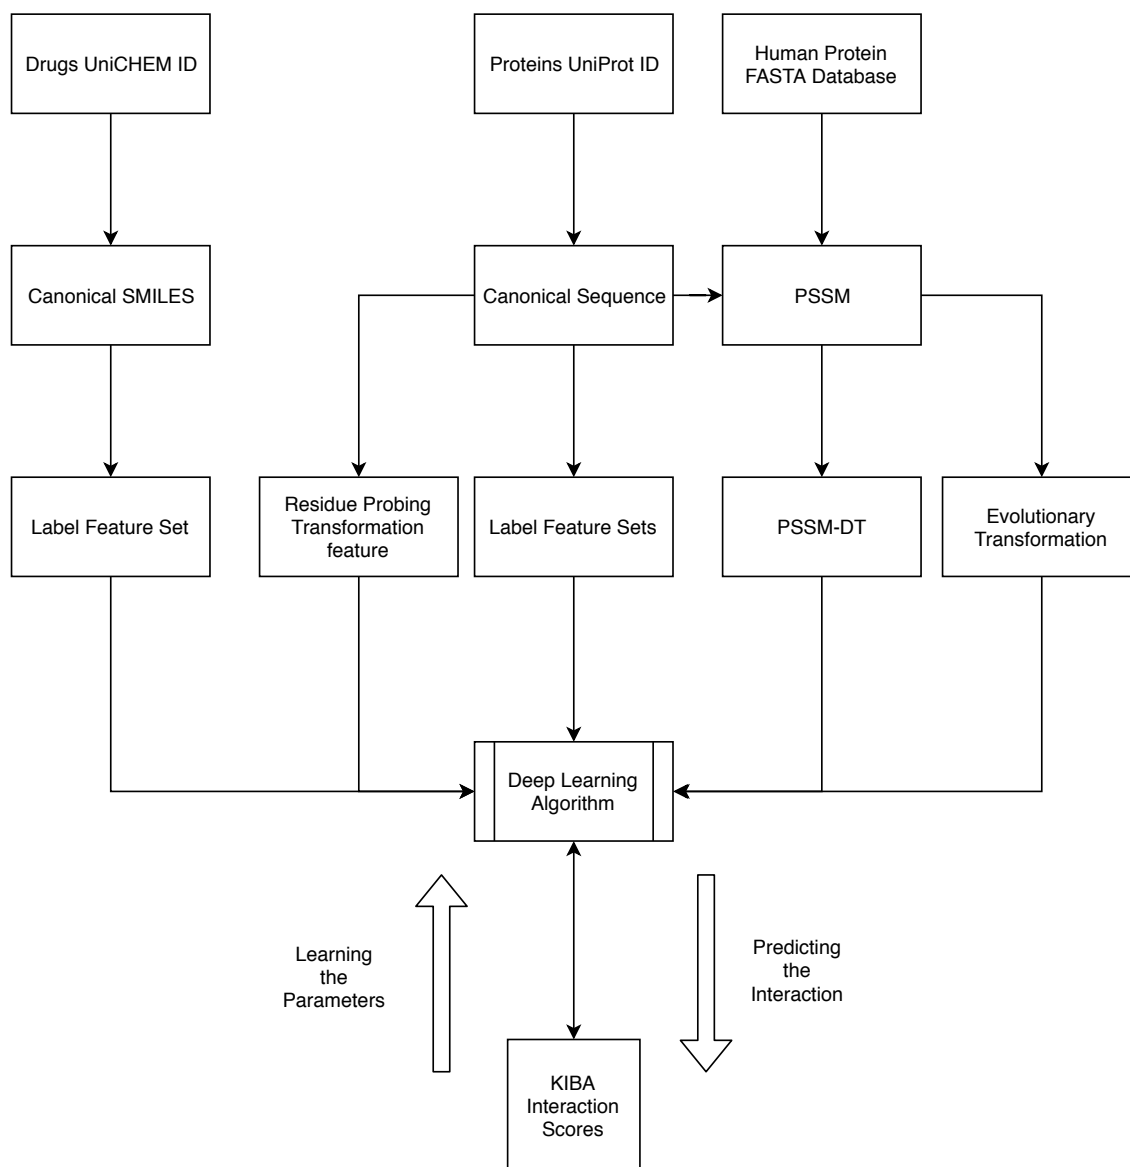 Drugs UniCHEM ID
Proteins UniProt ID
Human Protein
FASTA Database
Canonical SMILES
Canonical Sequence
PSSM
Label Feature Set
Residue Probing
Transformation
feature
Label Feature Sets
PSSM-DT
Evolutionary
Transformation
Deep Learning
Algorithm
Learning
the
Parameters
Predicting
the
Interaction
KIBA
Interaction
Scores